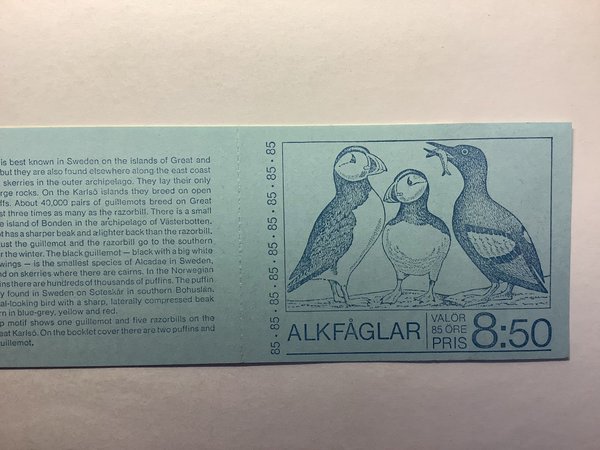 is best known in Sweden on the islands of Great and
but they are also found elsewhere along the east coast
skerries in the outer archipelago. They lay their only
rge rocks. On the Karlsö islands they breed on open
ffs. About 40,000 pairs of guillemots breed on Great
st three times as many as the razorbill. There is a small
e island of Bonden in the archipelago of Västerbotten.
ot has a sharper beak and a lighter back than the razorbill.
ust the guillemot and the razorbill go to the southern
r the winter. The black guillemot – black with a big white
wings – is the smallest species of Alcadae in Sweden,
nd on skerries where there are cairns. In the Norwegian
ins there are hundreds of thousands of puffins. The puffin
y found in Sweden on Soteskär in southern Bohuslän.
al-looking bird with a sharp, laterally compressed beak
rn in blue-grey, yellow and red.
p motif shows one guillemot and five razorbills on the
eat Karlsö. On the booklet cover there are two puffins and
guillemot.
85·85·85·85·85·85·85·85·85·85
ALKFÅGLAR
VALÖR
85 ÖRE
PRIS 8:50